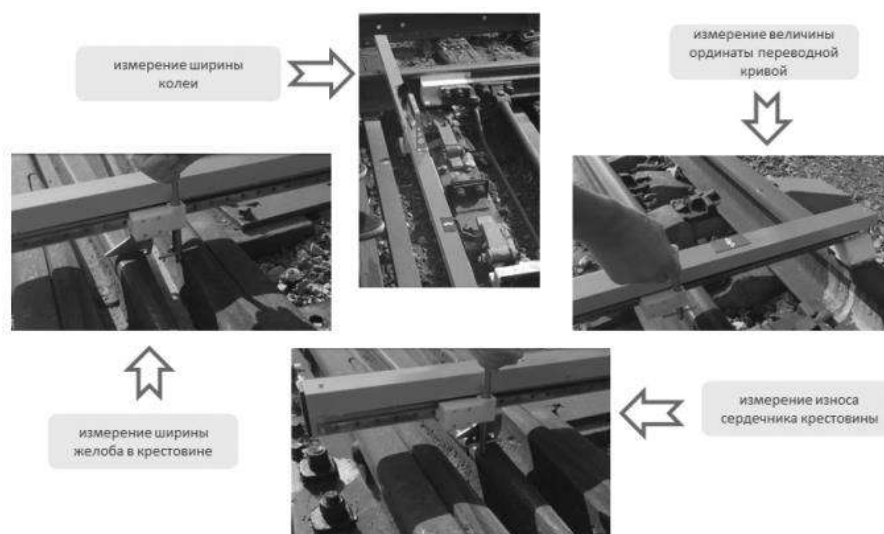 измерение ширины
колеи
измерение величины
ординаты переводной
кривой
измерение ширины
желоба в крестовине
измерение износа
сердечника крестовины